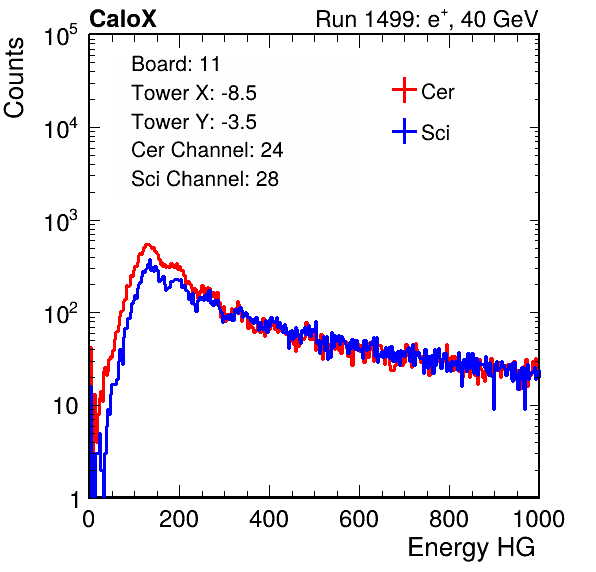 CaloX Run 1499: e⁺, 40 GeV
Counts
Board: 11
Tower X: -8.5
Tower Y: -3.5
Cer Channel: 24
Sci Channel: 28
Cer
Sci
10⁵
10⁴
10³
10²
10
1
0 200 400 600 800 1000
Energy HG